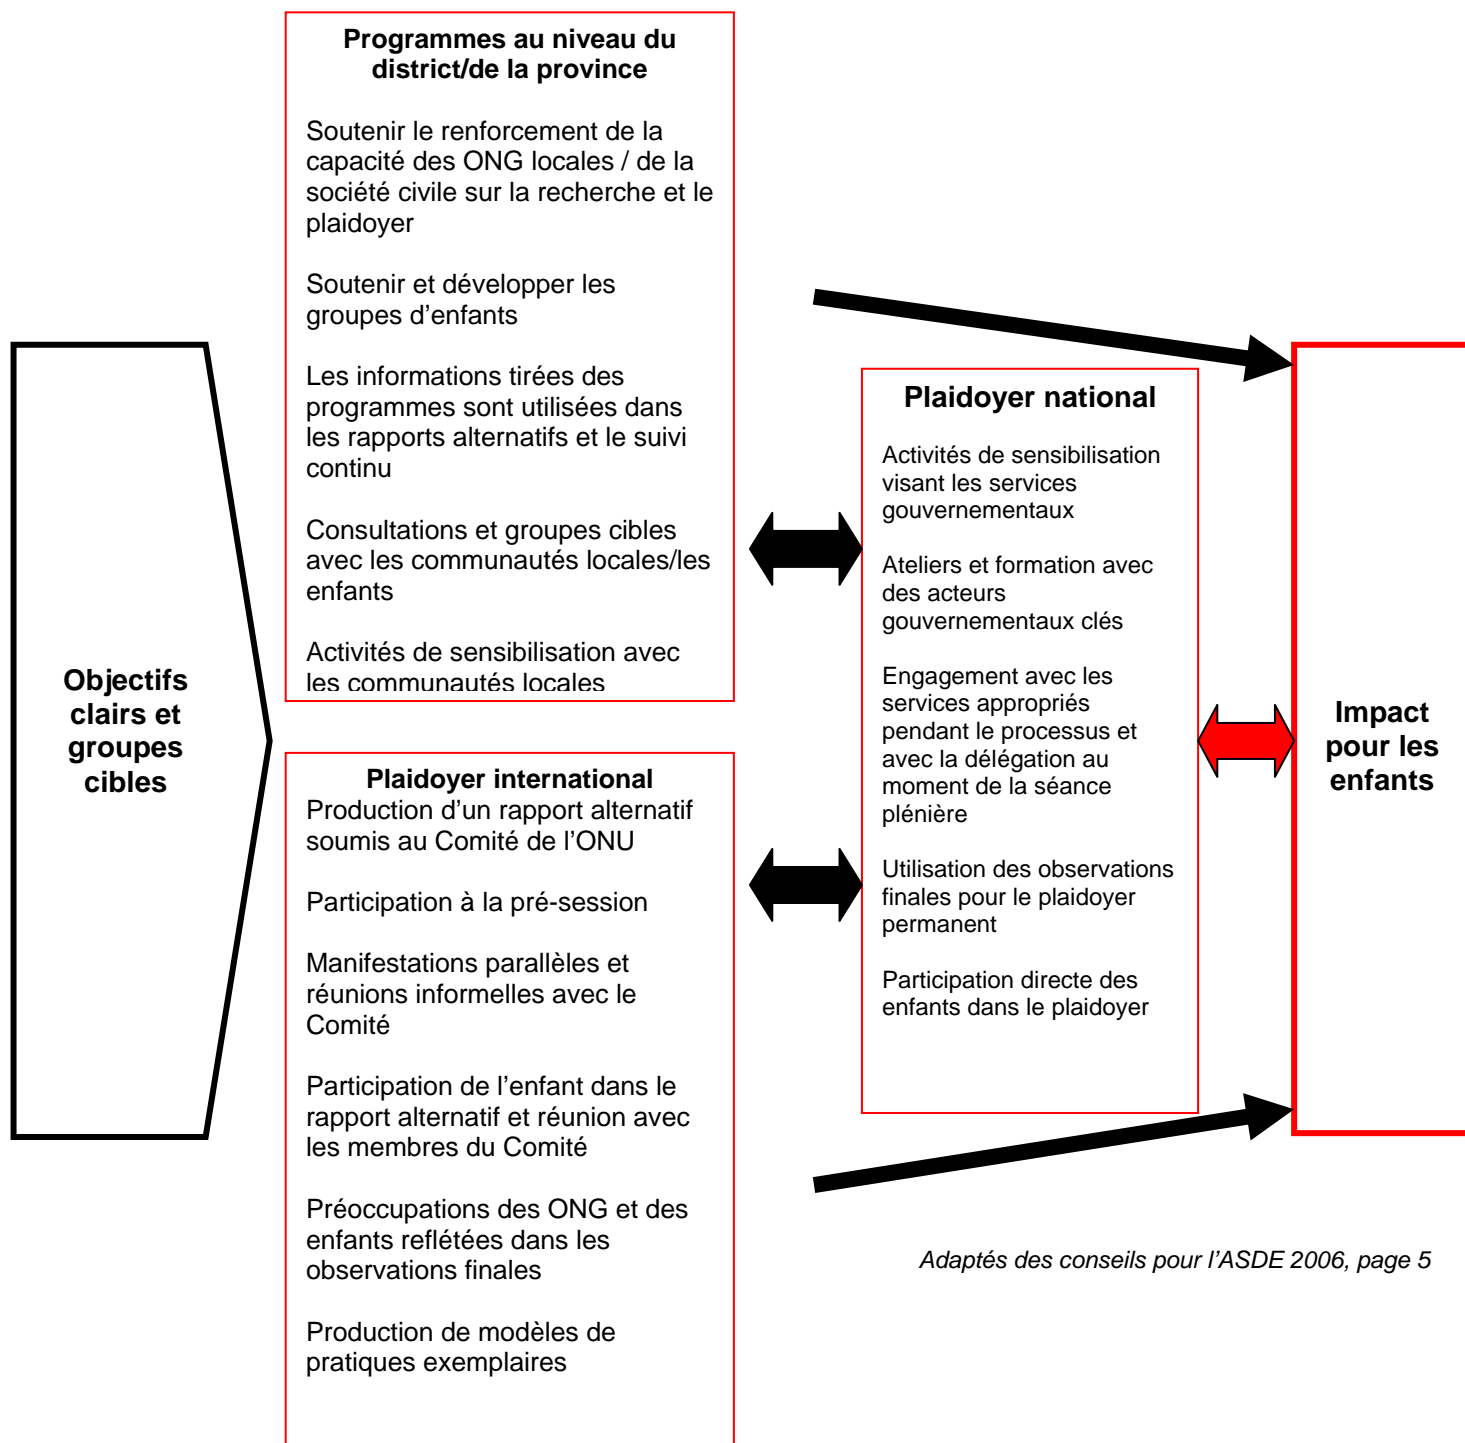 Objectifs
clairs et
groupes
cibles
Programmes au niveau du
district/de la province
Soutenir le renforcement de la
capacité des ONG locales / de la
société civile sur la recherche et le
plaidoyer
Soutenir et développer les
groupes d’enfants
Les informations tirées des
programmes sont utilisées dans
les rapports alternatifs et le suivi
continu
Consultations et groupes cibles
avec les communautés locales/les
enfants
Activités de sensibilisation avec
les communautés locales
Plaidoyer international
Production d’un rapport alternatif
soumis au Comité de l’ONU
Participation à la pré-session
Manifestations parallèles et
réunions informelles avec le
Comité
Participation de l’enfant dans le
rapport alternatif et réunion avec
les membres du Comité
Préoccupations des ONG et des
enfants reflétées dans les
observations finales
Production de modèles de
pratiques exemplaires
Plaidoyer national
Activités de sensibilisation
visant les services
gouvernementaux
Ateliers et formation avec
des acteurs
gouvernementaux clés
Engagement avec les
services appropriés
pendant le processus et
avec la délégation au
moment de la séance
plénière
Utilisation des observations
finales pour le plaidoyer
permanent
Participation directe des
enfants dans le plaidoyer
Impact
pour les
enfants
Adaptés des conseils pour l’ASDE 2006, page 5